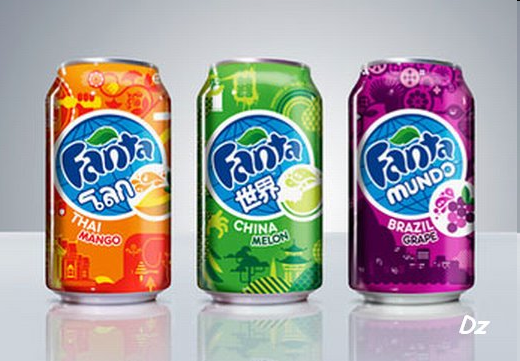 Fanta
โลก
THAI
MANGO
Fanta
世界
CHINA
MELON
Fanta
MUNDO
BRAZIL
GRAPE
Dz